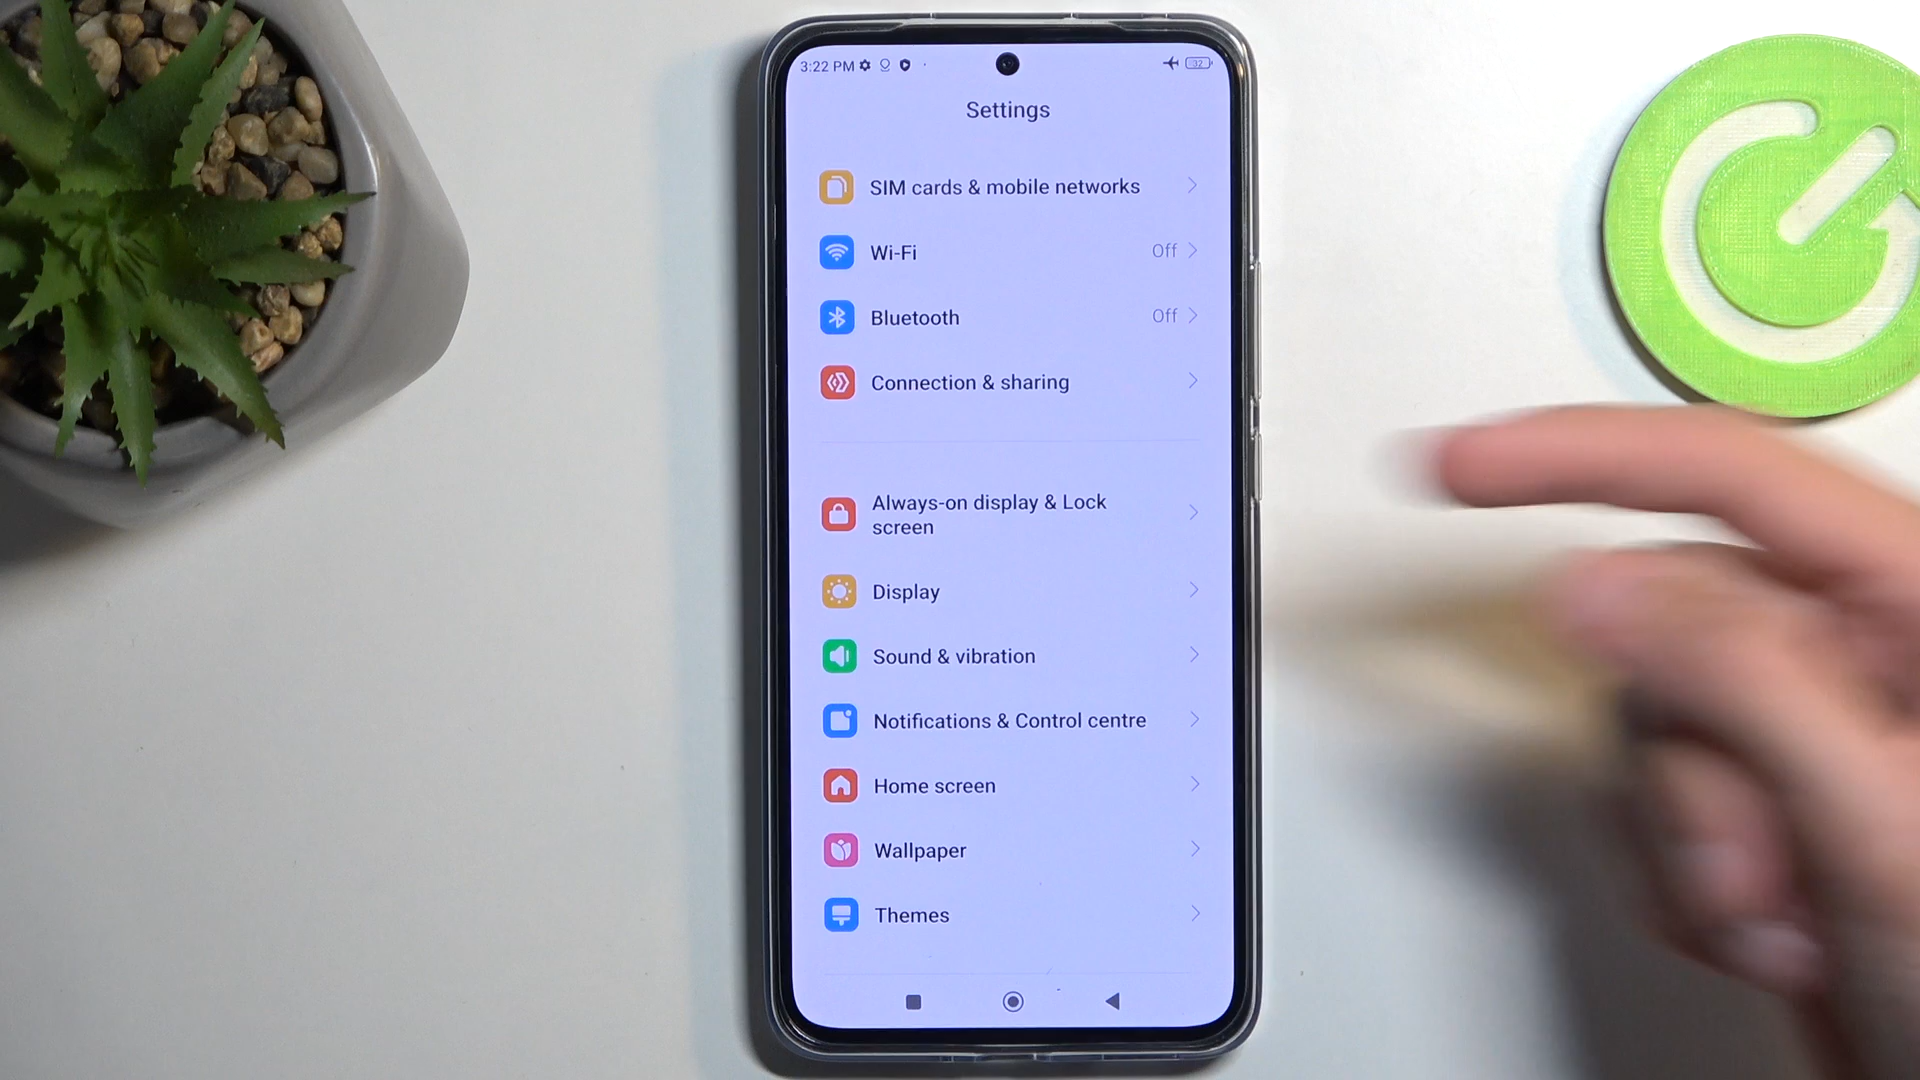 3:22 PM
32
Settings
SIM cards & mobile networks
Wi-Fi Off
Bluetooth Off
Connection & sharing
Always-on display & Lock
screen
Display
Sound & vibration
Notifications & Control centre
Home screen
Wallpaper
Themes